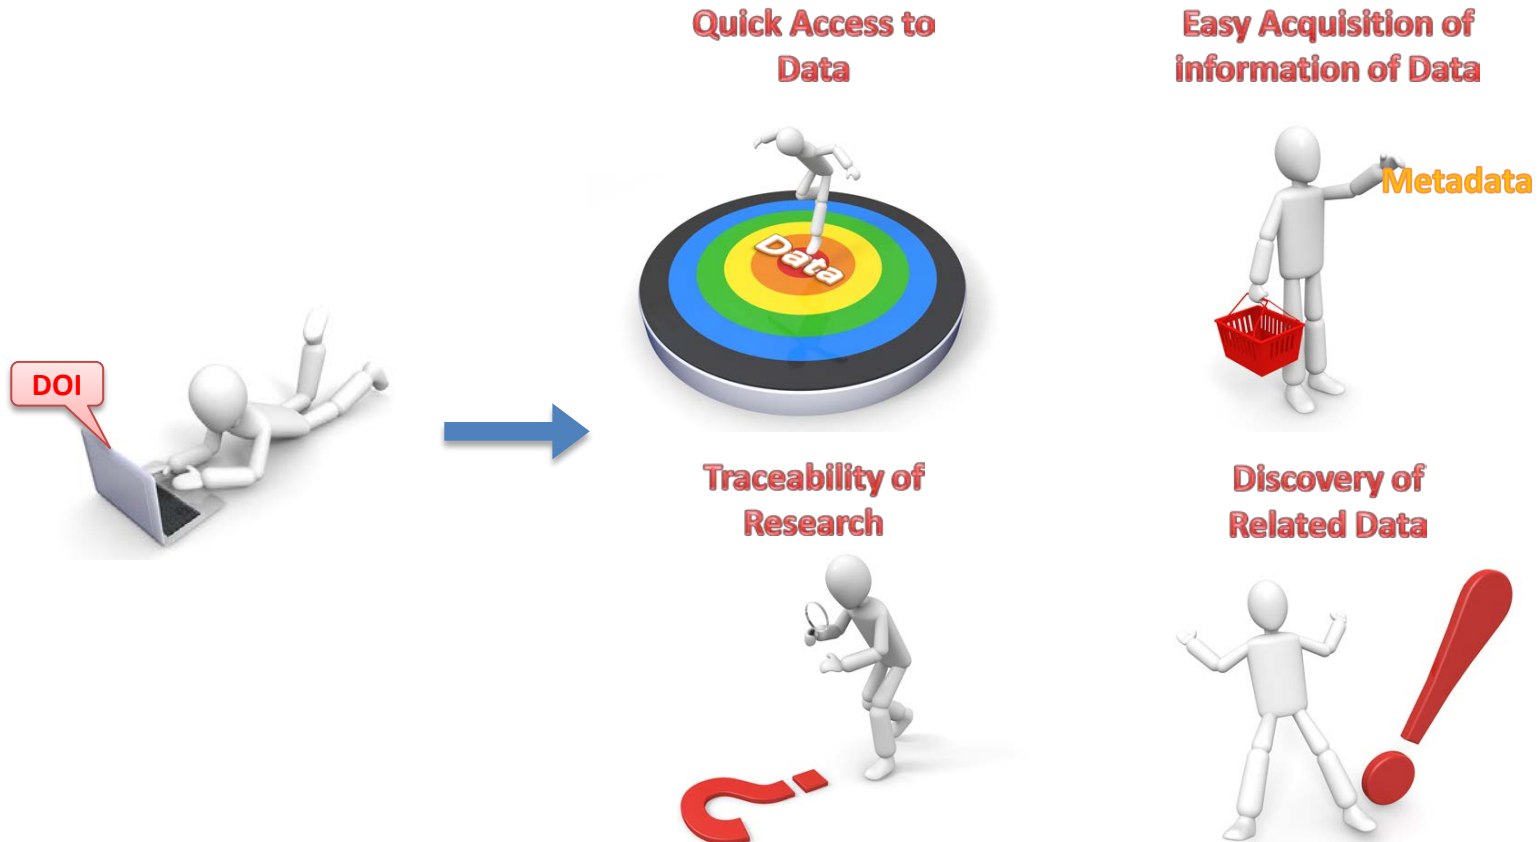 DOI
Quick Access to
Data
Data
Easy Acquisition of
information of Data
Metadata
Traceability of
Research
Discovery of
Related Data